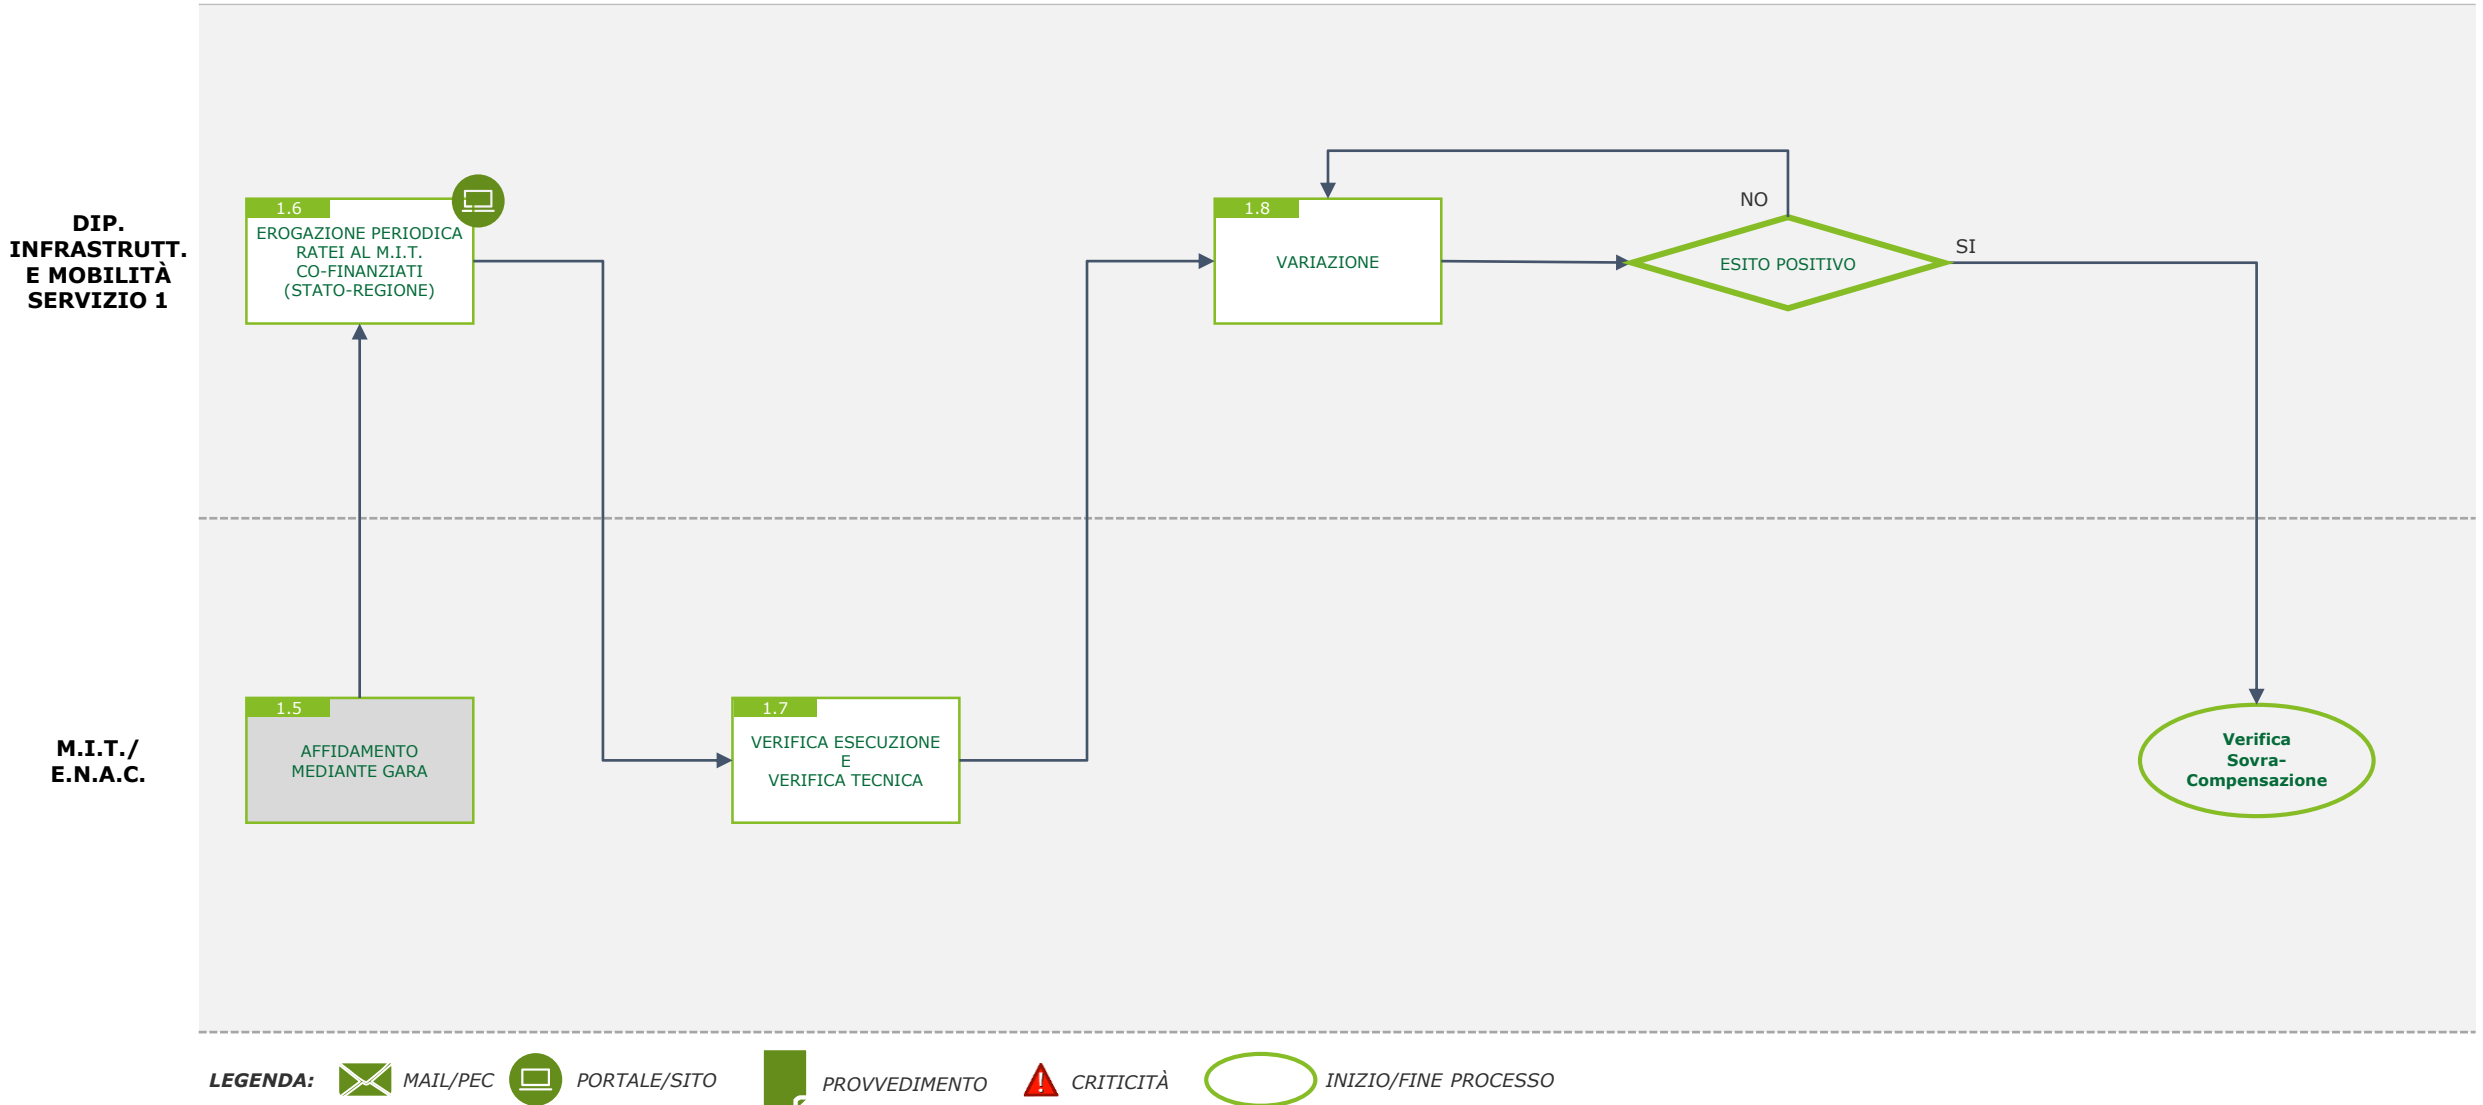 DIP.
INFRASTRUTT.
E MOBILITÀ
SERVIZIO 1
1.6
EROGAZIONE PERIODICA
RATEI AL M.I.T.
CO-FINANZIATI
(STATO-REGIONE)
1.8
VARIAZIONE
NO
ESITO POSITIVO
SI
M.I.T./
E.N.A.C.
1.5
AFFIDAMENTO
MEDIANTE GARA
1.7
VERIFICA ESECUZIONE
E
VERIFICA TECNICA
Verifica
Sovra-
Compensazione
LEGENDA: MAIL/PEC PORTALE/SITO PROVVEDIMENTO CRITICITÀ INIZIO/FINE PROCESSO